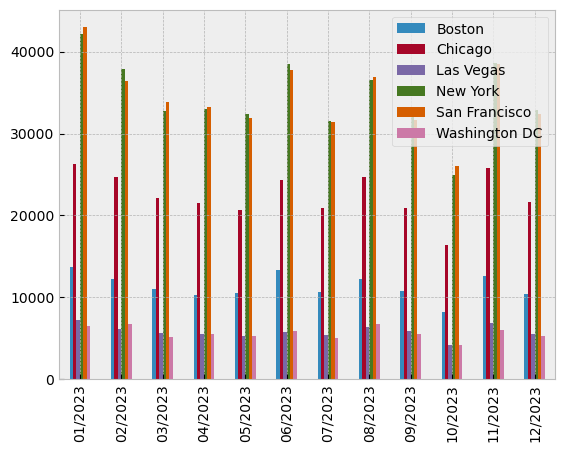 40000
30000
20000
10000
0
Boston
Chicago
Las Vegas
New York
San Francisco
Washington DC
01/2023
02/2023
03/2023
04/2023
05/2023
06/2023
07/2023
08/2023
09/2023
10/2023
11/2023
12/2023